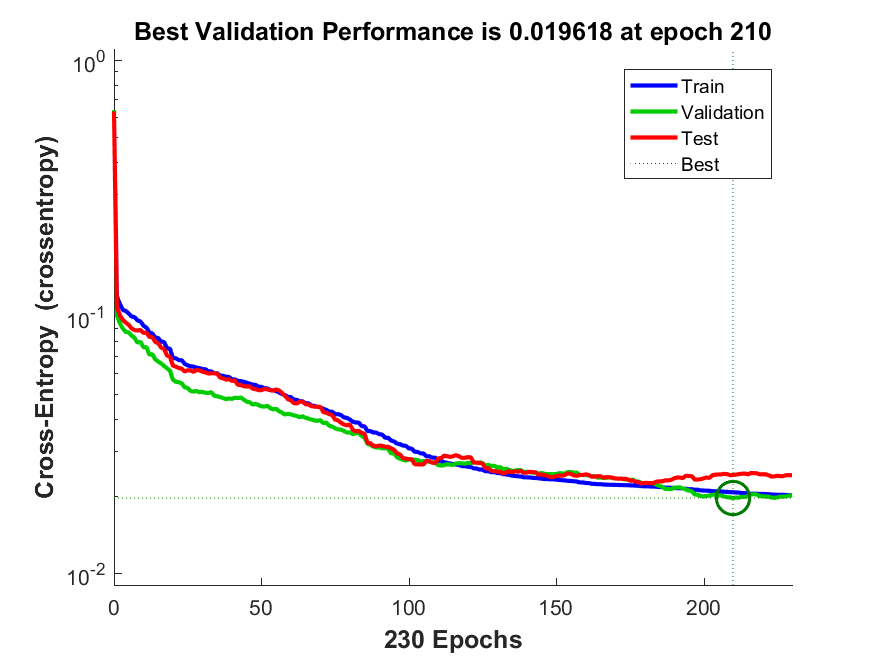 Best Validation Performance is 0.019618 at epoch 210
Train
Validation
Test
Best
Cross-Entropy (crossentropy)
10^0
10^-1
10^-2
0 50 100 150 200
230 Epochs